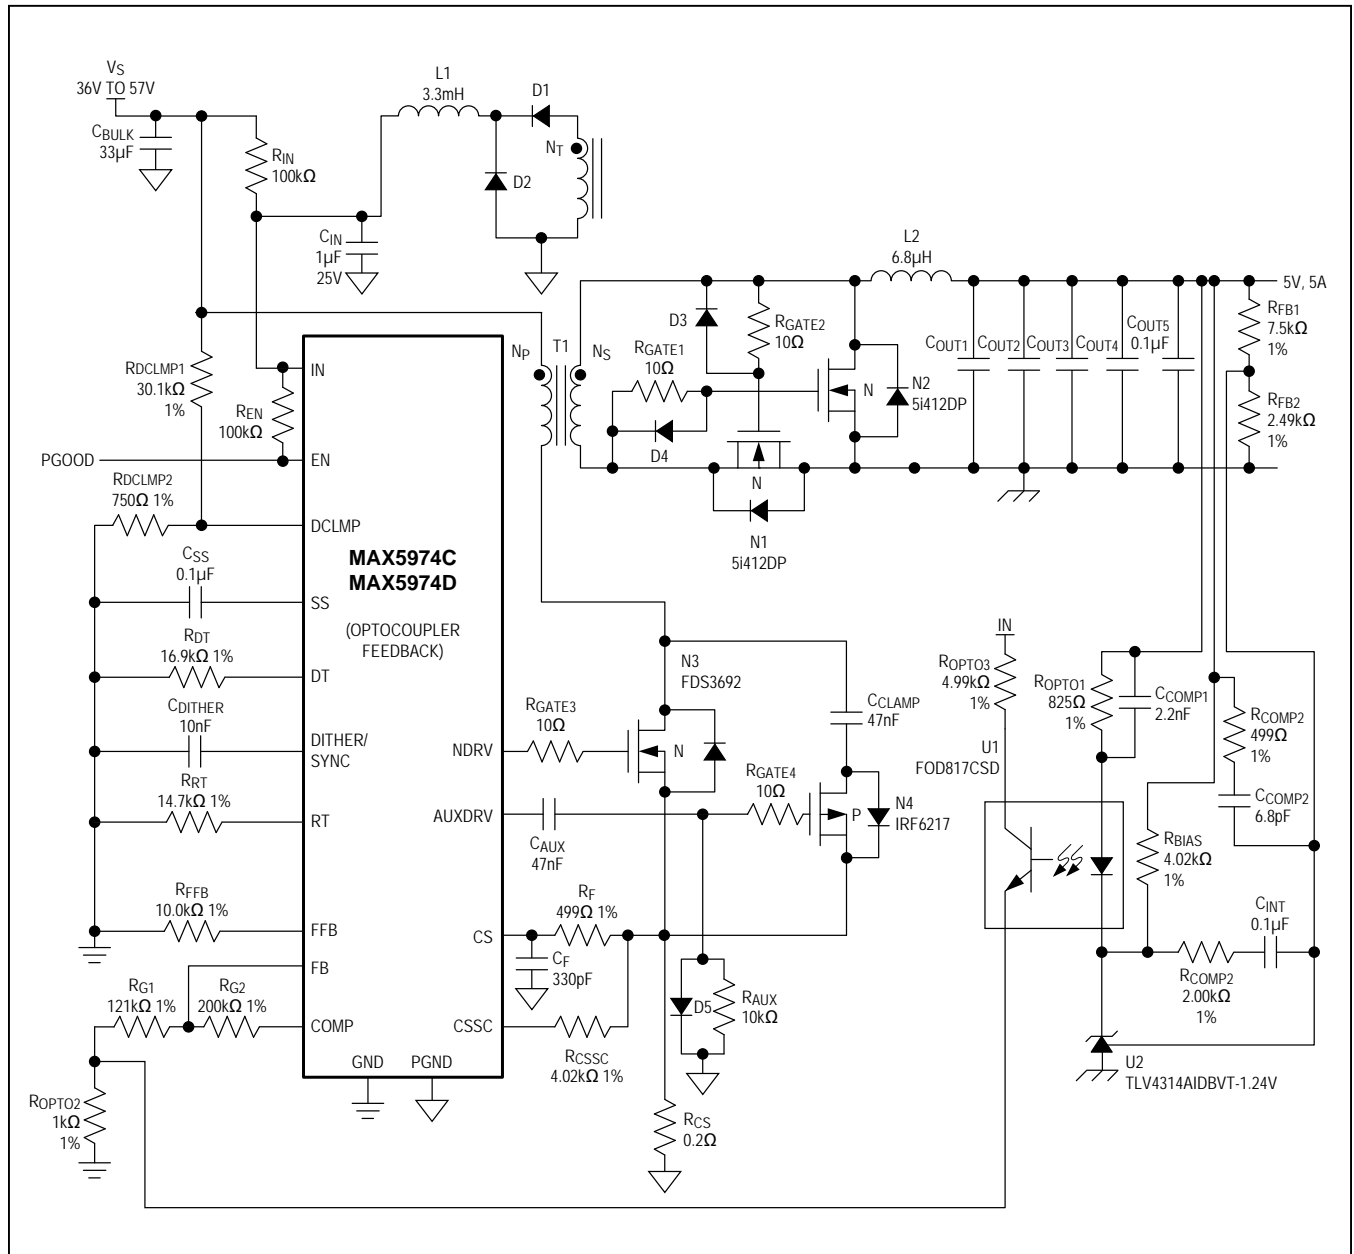 VS
36V TO 57V
CBULK
33µF
RIN
100kΩ
L1
3.3mH
D1
NT
D2
CIN
1µF
25V
L2
6.8µH
5V, 5A
D3
RGATE2
10Ω
RGATE1
10Ω
D4
N
N2
5i412DP
N
N1
5i412DP
COUT1
COUT2
COUT3
COUT4
COUT5
0.1µF
RFB1
7.5kΩ
1%
RFB2
2.49kΩ
1%
NP
T1
NS
RDCLMP1
30.1kΩ
1%
REN
100kΩ
PGOOD
RDCLMP2
750Ω 1%
CSS
0.1µF
RDT
16.9kΩ 1%
CDITHER
10nF
RRT
14.7kΩ 1%
RFFB
10.0kΩ 1%
RG1
121kΩ 1%
RG2
200kΩ 1%
ROPTO2
1kΩ
1%
IN
EN
DCLMP
SS
DT
DITHER/
SYNC
RT
FFB
FB
COMP
MAX5974C
MAX5974D
(OPTOCOUPLER
FEEDBACK)
NDRV
AUXDRV
CS
CSSC
GND
PGND
RGATE3
10Ω
N3
FDS3692
N
CCLAMP
47nF
RGATE4
10Ω
P
N4
IRF6217
CAUX
47nF
RF
499Ω 1%
CF
330pF
D5
RAUX
10kΩ
RCSSC
4.02kΩ 1%
RCS
0.2Ω
IN
ROPTO3
4.99kΩ
1%
U1
FOD817CSD
ROPTO1
825Ω
1%
CCOMP1
2.2nF
RCOMP2
499Ω
1%
CCOMP2
6.8pF
RBIAS
4.02kΩ
1%
CINT
0.1µF
RCOMP2
2.00kΩ
1%
U2
TLV4314AIDBVT-1.24V